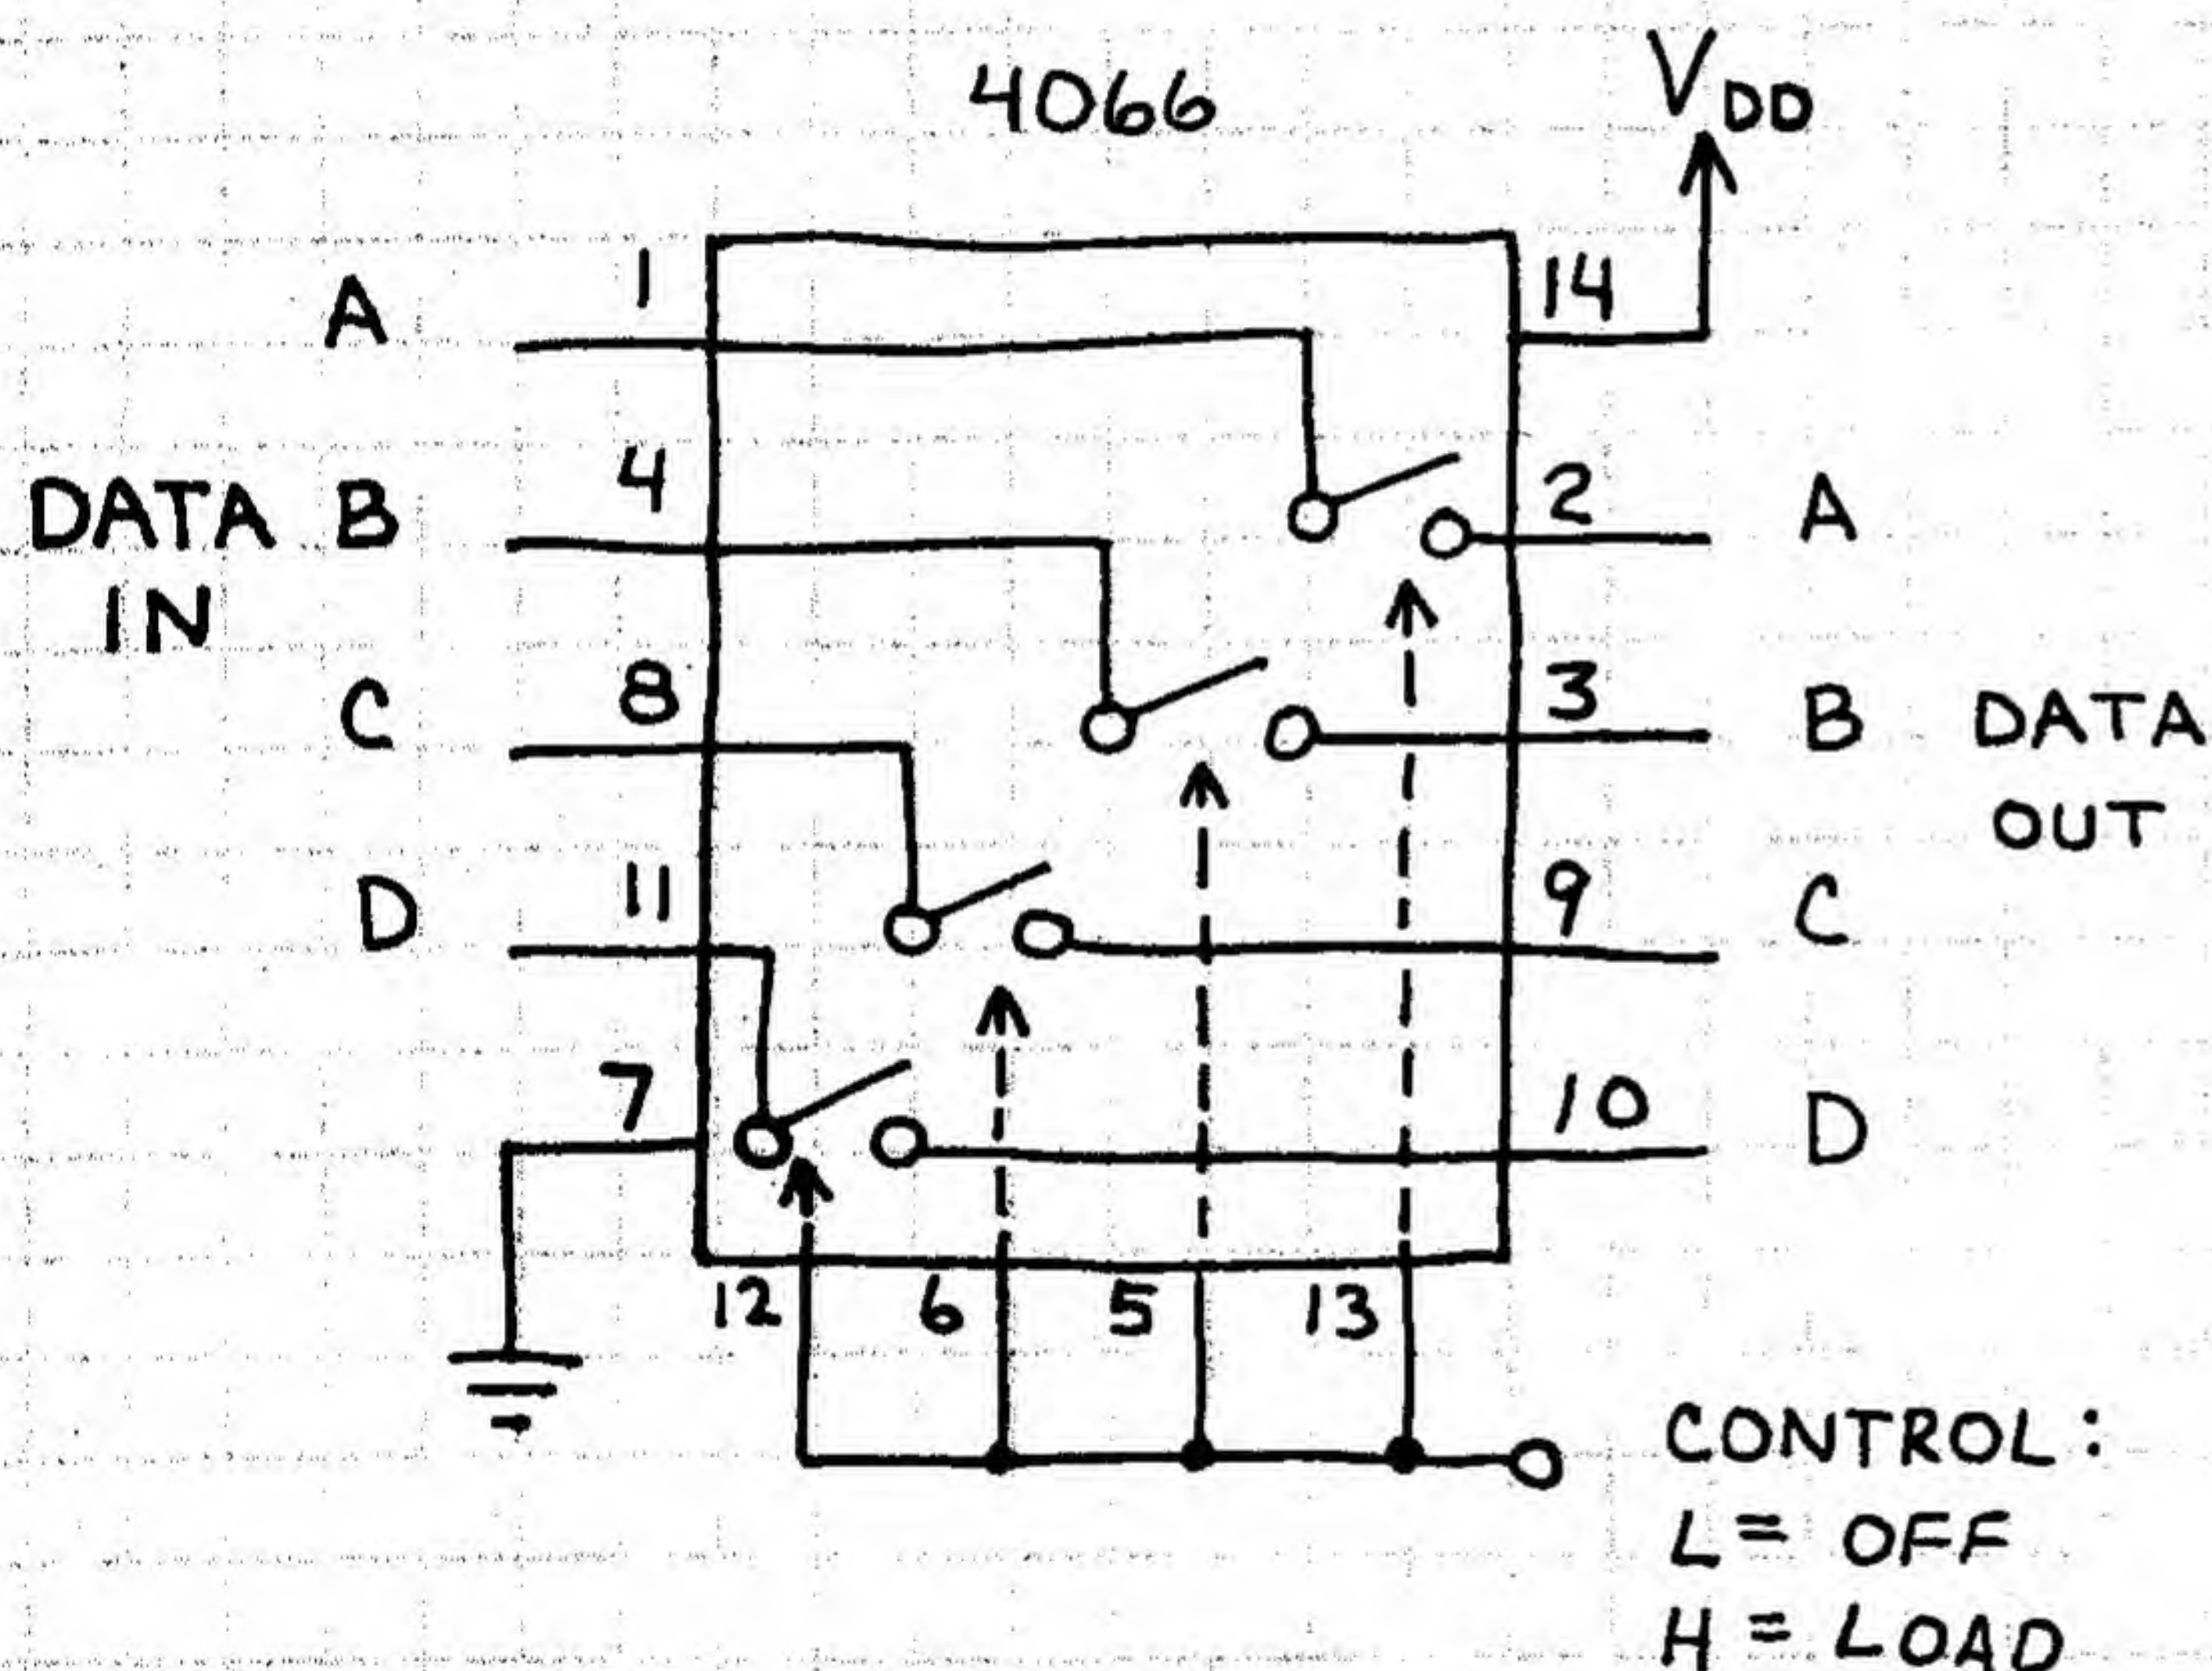 4066
V DD
A 1 14
DATA B 4 2 A
IN
C 8 3 B DATA
OUT
D 11 9 C
7 10 D
12 6 5 13
CONTROL:
L = OFF
H = LOAD